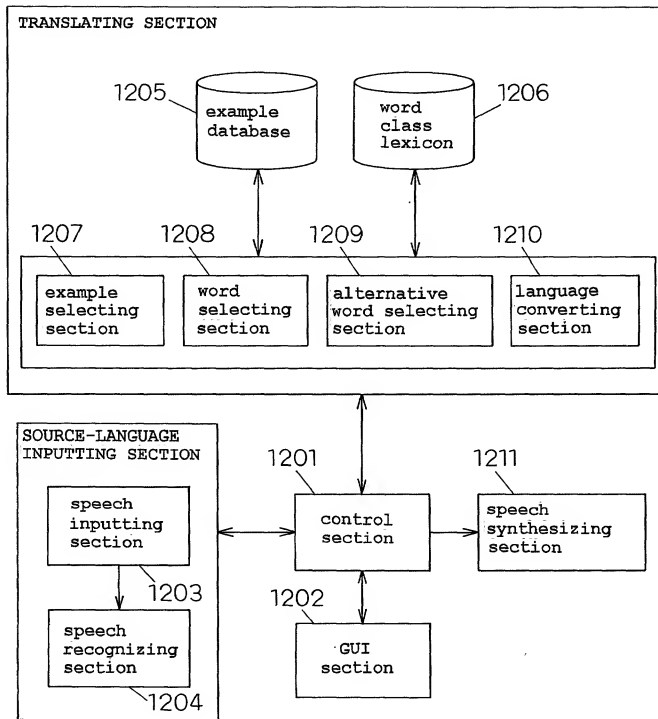 TRANSLATING SECTION
1205
example
database
1206
word
class
lexicon
1207
example
selecting
section
1208
word
selecting
section
1209
alternative
word selecting
section
1210
language
converting
section
SOURCE-LANGUAGE
INPUTTING SECTION
speech
inputting
section
1203
speech
recognizing
section
1204
1201
control
section
1211
speech
synthesizing
section
1202
GUI
section